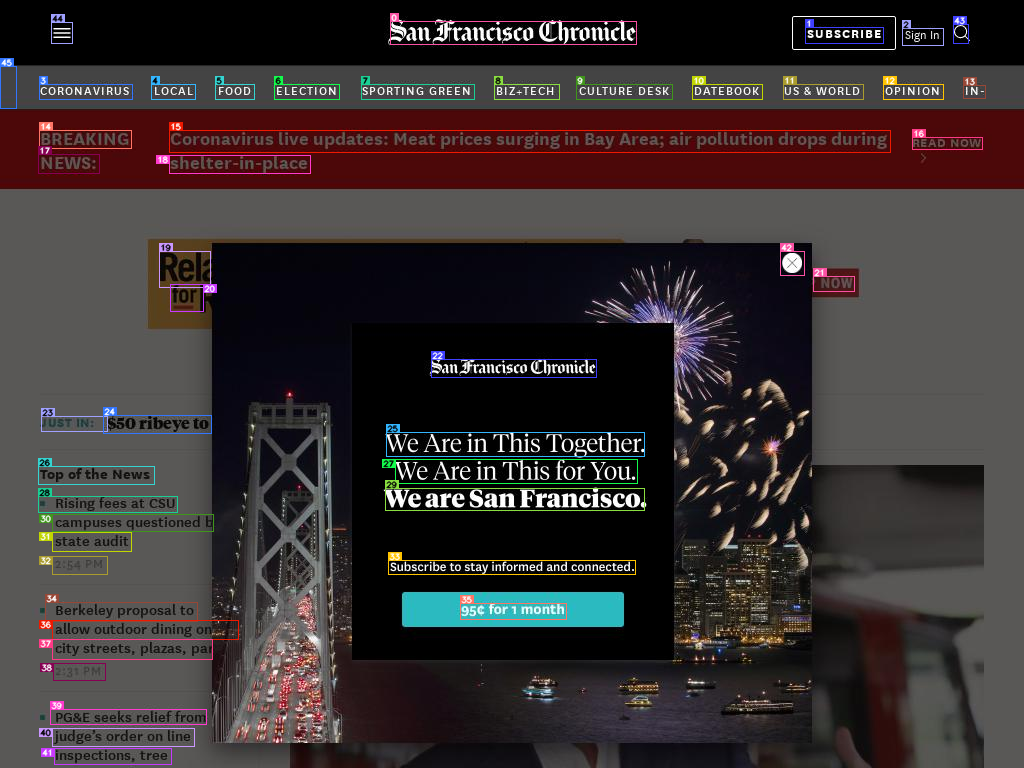 San Francisco Chronicle
SUBSCRIBE
Sign In
CORONAVIRUS
LOCAL
FOOD
ELECTION
SPORTING GREEN
BIZ+TECH
CULTURE DESK
DATEBOOK
US & WORLD
OPINION
IN-
BREAKING NEWS:
Coronavirus live updates: Meat prices surging in Bay Area; air pollution drops during
shelter-in-place
READ NOW
Rela
for
NOW
San Francisco Chronicle
We Are in This Together.
We Are in This for You.
We are San Francisco.
Subscribe to stay informed and connected.
95¢ for 1 month
JUST IN: $50 ribeye to
Top of the News
Rising fees at CSU
campuses questioned b
state audit
2:54 PM
Berkeley proposal to
allow outdoor dining on
city streets, plazas, par
2:31 PM
PG&E seeks relief from
judge's order on line
inspections, tree